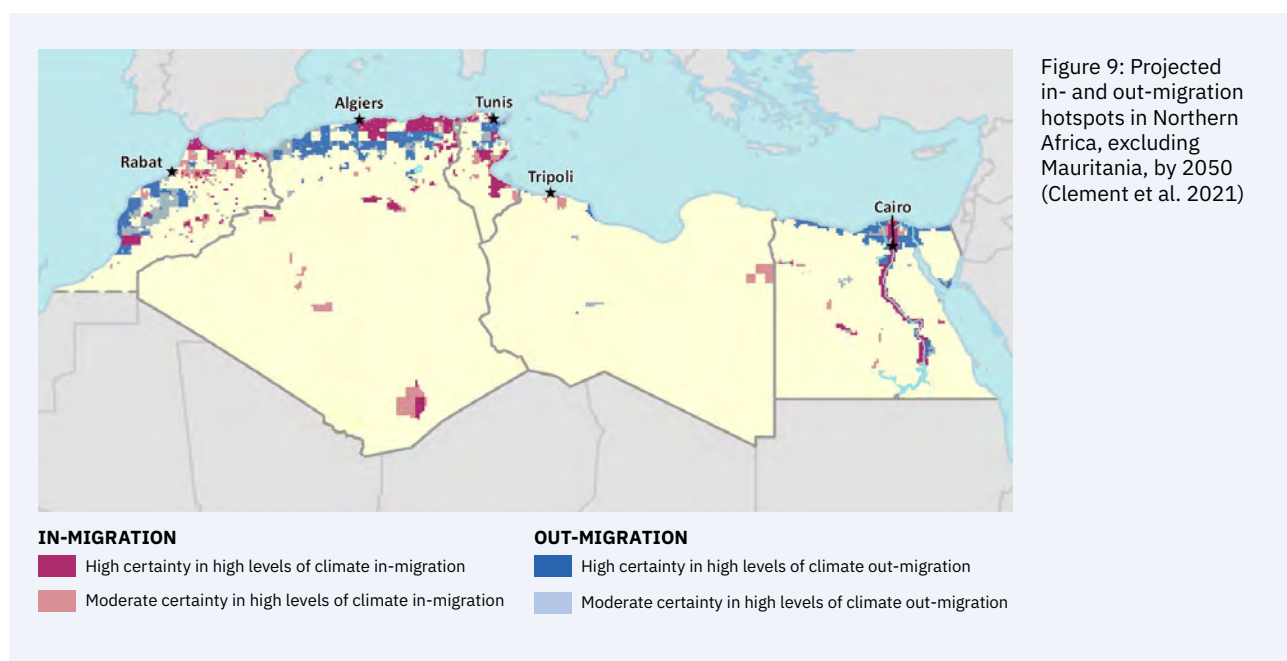 Algiers
Tunis
Rabat
Tripoli
Cairo
Figure 9: Projected
in- and out-migration
hotspots in Northern
Africa, excluding
Mauritania, by 2050
(Clement et al. 2021)
IN-MIGRATION
High certainty in high levels of climate in-migration
Moderate certainty in high levels of climate in-migration
OUT-MIGRATION
High certainty in high levels of climate out-migration
Moderate certainty in high levels of climate out-migration